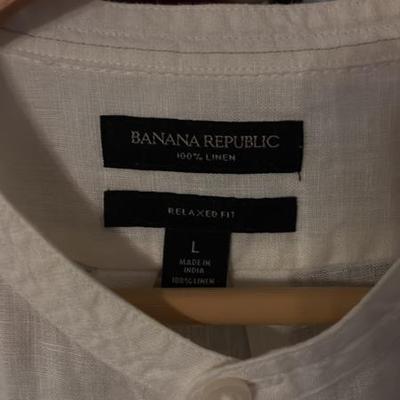 BANANA REPUBLIC
100% LINEN
RELAXED FIT
L
MADE IN
INDIA
100% LINEN